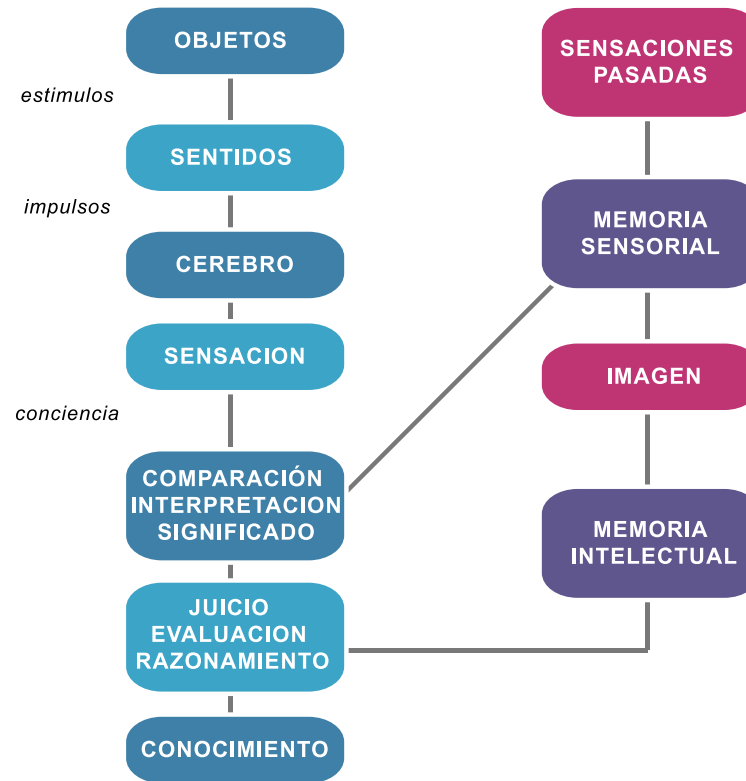 OBJETOS
estimulos
SENTIDOS
impulsos
CEREBRO
SENSACION
conciencia
COMPARACIÓN
INTERPRETACION
SIGNIFICADO
JUICIO
EVALUACION
RAZONAMIENTO
CONOCIMIENTO
SENSACIONES
PASADAS
MEMORIA
SENSORIAL
IMAGEN
MEMORIA
INTELECTUAL